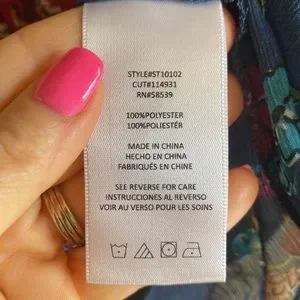 STYLE#ST10102
CUT#114931
RN#58539
100%POLYESTER
100%POLIESTÉR
MADE IN CHINA
HECHO EN CHINA
FABRIQUÉS EN CHINE
SEE REVERSE FOR CARE
INSTRUCCIONES AL REVERSO
VOIR AU VERSO POUR LES SOINS